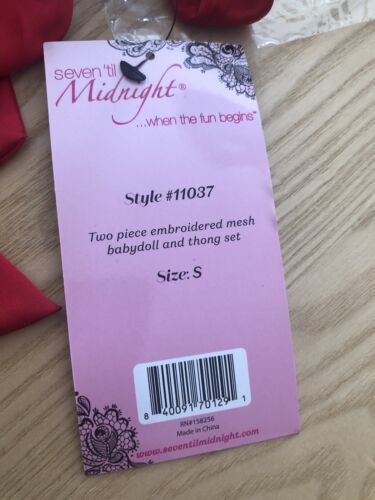 seven 'til
Midnight®
...when the fun begins™
Style #11037
Two piece embroidered mesh
babydoll and thong set
Size: S
8 40091 70129 1
RN#158256
Made in China
www.seventilmidnight.com